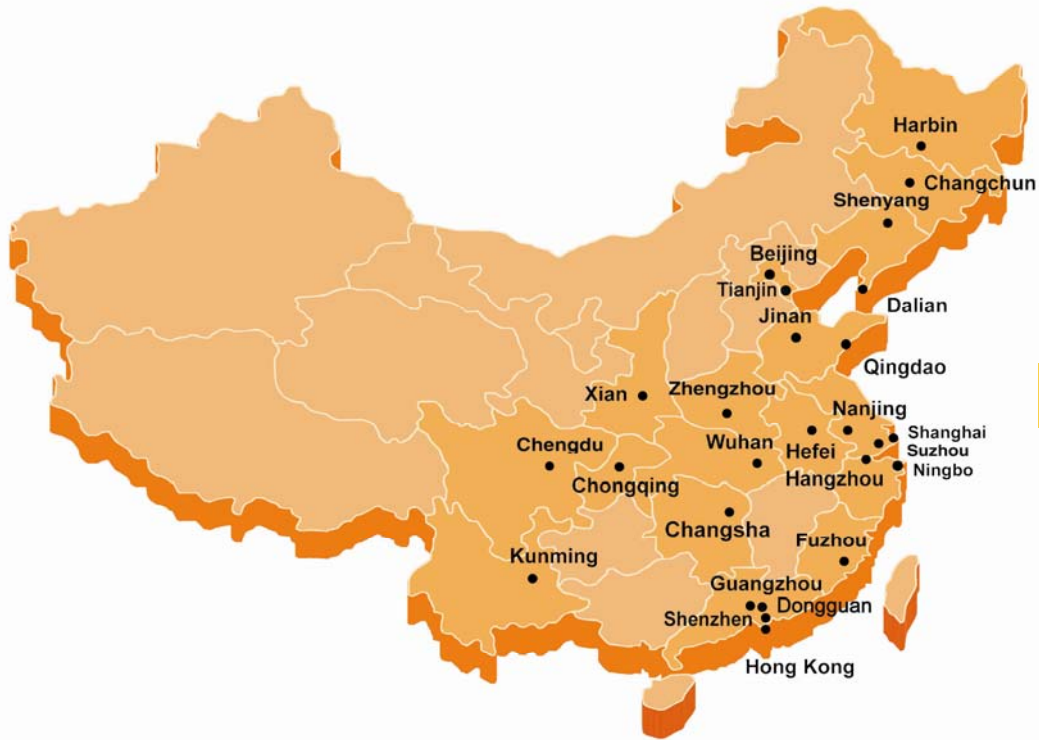 Harbin
Changchun
Shenyang
Beijing
Tianjin
Dalian
Jinan
Qingdao
Xian
Zhengzhou
Nanjing
Shanghai
Chengdu
Wuhan
Hefei
Suzhou
Ningbo
Chongqing
Hangzhou
Changsha
Fuzhou
Kunming
Guangzhou
Dongguan
Shenzhen
Hong Kong